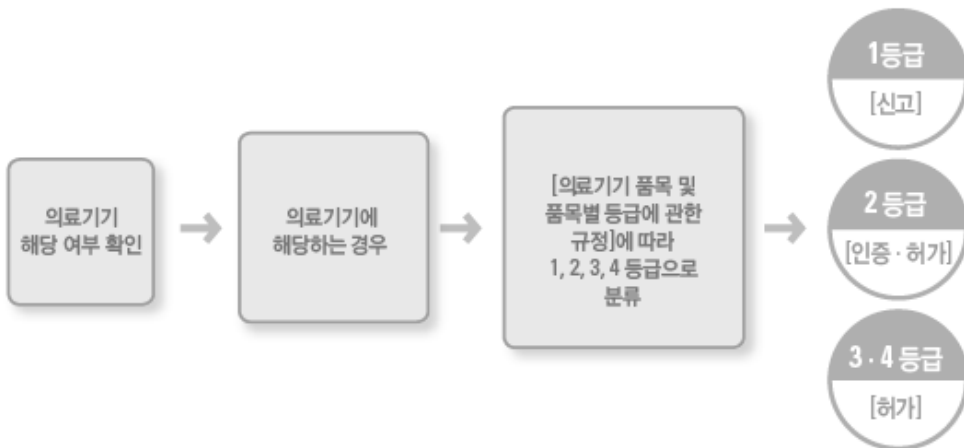 의료기기
해당 여부 확인
의료기기에
해당하는 경우
[의료기기 품목 및
품목별 등급에 관한
규정]에 따라
1, 2, 3, 4 등급으로
분류
1등급
[신고]
2 등급
[인증 · 허가]
3 · 4 등급
[허가]